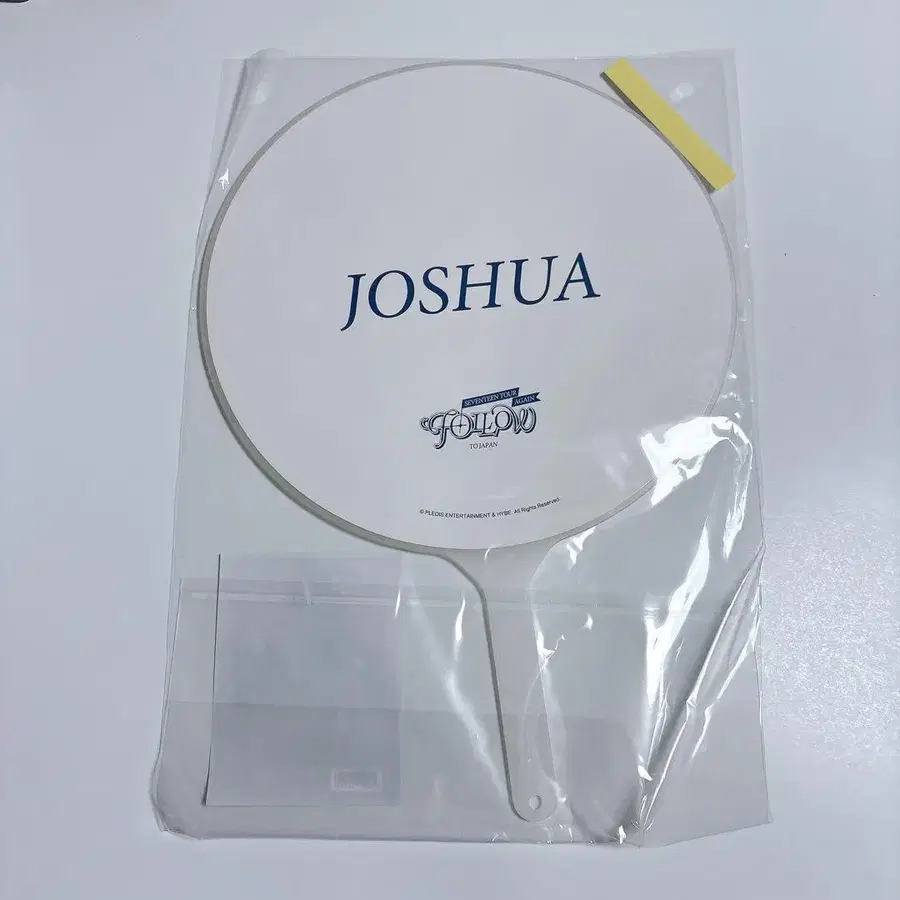 JOSHUA
SEVENTEEN TOUR
AGAIN
FOLLOW
TO JAPAN
© PLEDIS ENTERTAINMENT & HYBE. All Rights Reserved.